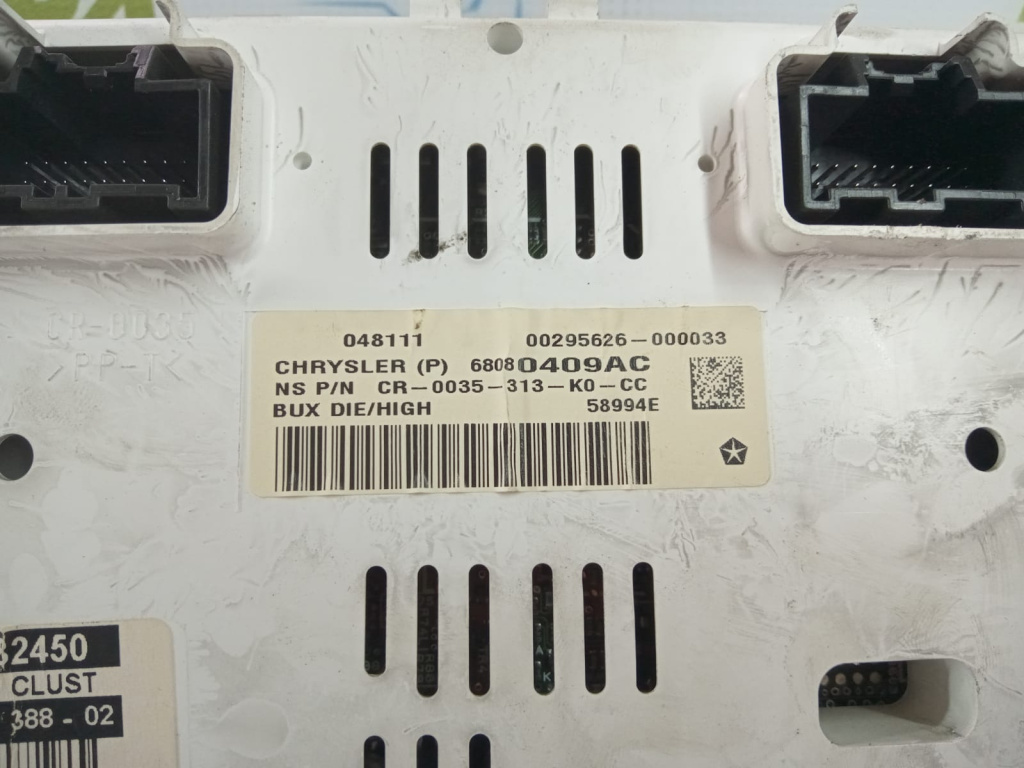 CR-0035
>PP-T<
048111 00295626-000033
CHRYSLER (P) 68080409AC
NS P/N CR-0035-313-K0-CC
BUX DIE/HIGH 58994E
2450
CLUST
388 - 02